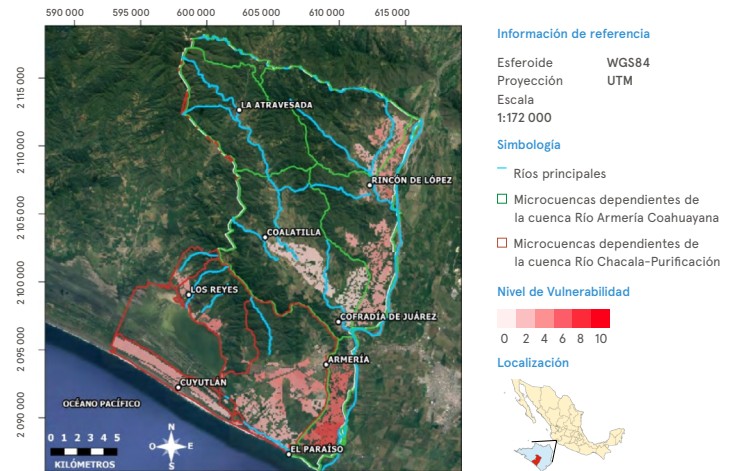 590 000 595 000 600 000 605 000 610 000 615 000
2 115 000
2 110 000
2 105 000
2 100 000
2 095 000
2 090 000
LA ATRAVESADA
RINCÓN DE LÓPEZ
COALATILLA
LOS REYES
COFRADÍA DE JUÁREZ
ARMERÍA
CUYUTLÁN
OCÉANO PACÍFICO
EL PARAÍSO
0 1 2 3 4 5
KILÓMETROS
N
O E
S
Información de referencia
Esferoide WGS84
Proyección UTM
Escala
1:172 000
Simbología
Ríos principales
Microcuencas dependientes de
la cuenca Río Armería Coahuayana
Microcuencas dependientes de
la cuenca Río Chacala-Purificación
Nivel de Vulnerabilidad
0 2 4 6 8 10
Localización